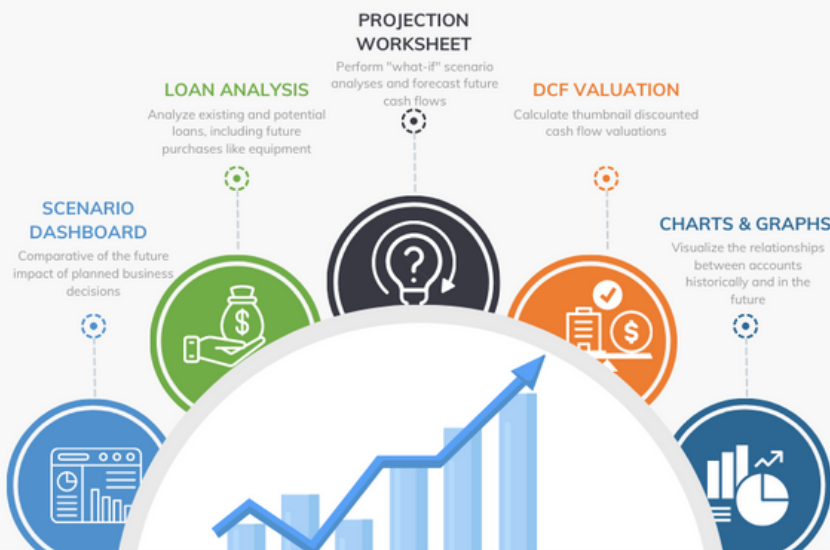 PROJECTION
WORKSHEET
Perform "what-if" scenario
analyses and forecast future
cash flows
LOAN ANALYSIS
Analyze existing and potential
loans, including future
purchases like equipment
DCF VALUATION
Calculate thumbnail discounted
cash flow valuations
SCENARIO
DASHBOARD
Comparative of the future
impact of planned business
decisions
CHARTS & GRAPHS
Visualize the relationships
between accounts
historically and in the
future
?
$
$